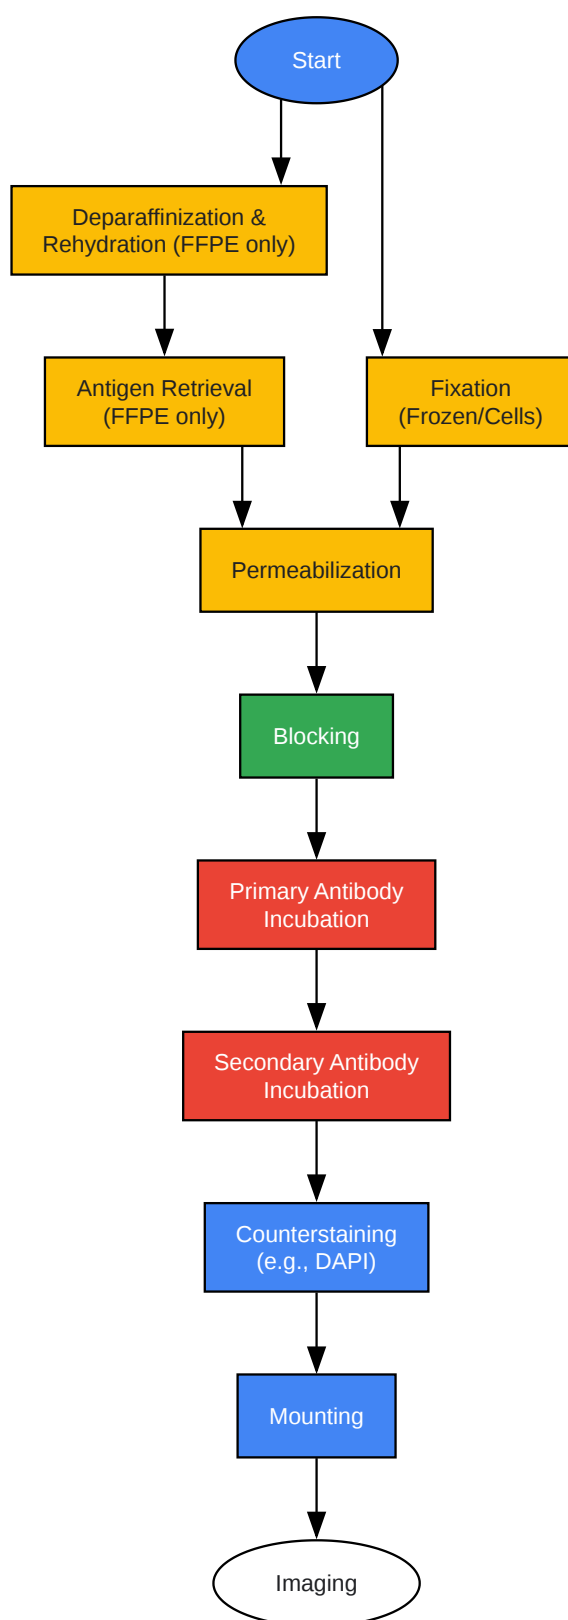 Start
Deparaffinization &
Rehydration (FFPE only)
Antigen Retrieval
(FFPE only)
Fixation
(Frozen/Cells)
Permeabilization
Blocking
Primary Antibody
Incubation
Secondary Antibody
Incubation
Counterstaining
(e.g., DAPI)
Mounting
Imaging